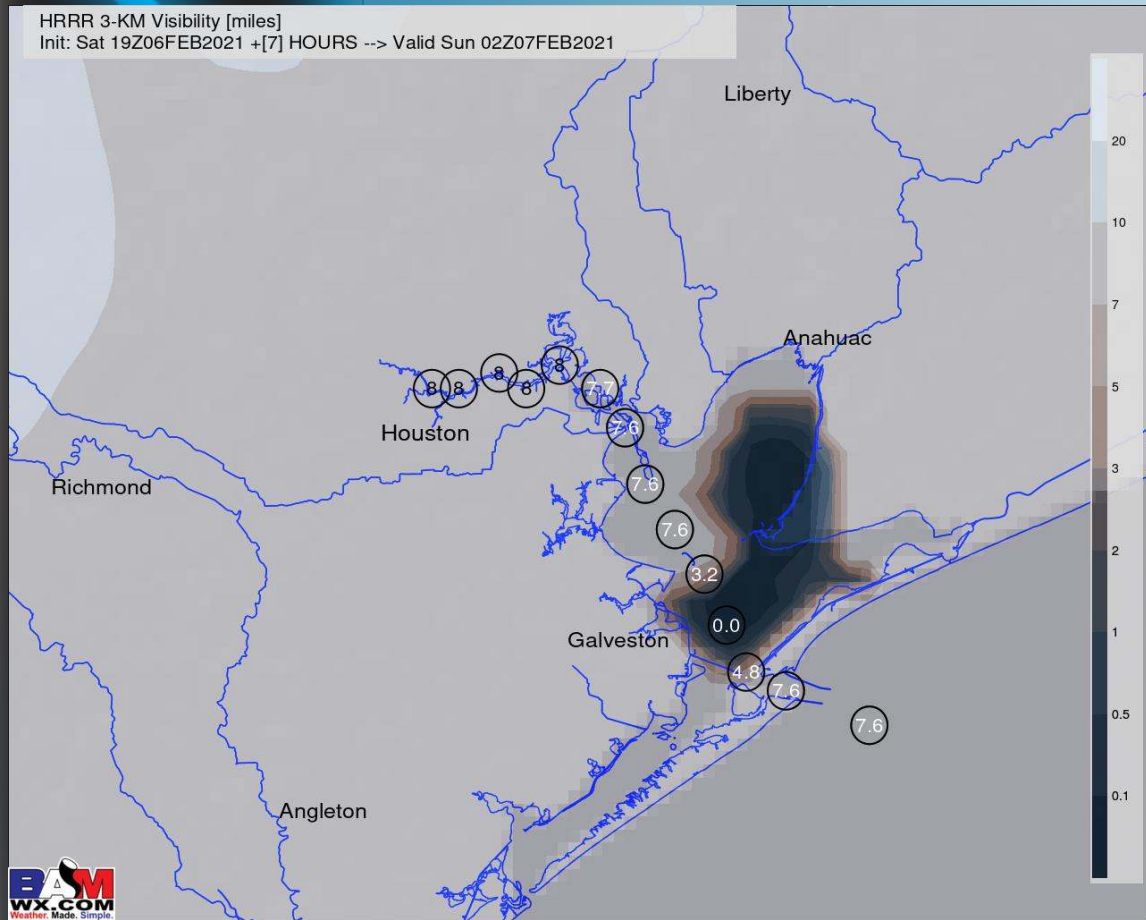 HRRR 3-KM Visibility [miles]
Init: Sat 19Z06FEB2021 +[7] HOURS --> Valid Sun 02Z07FEB2021
Liberty
20
10
7
Anahuac
5
8
8
8
8
8
7.7
7.6
Houston
3
Richmond
7.6
7.6
2
3.2
1
0.0
Galveston
4.8
7.6
0.5
7.6
0.1
Angleton
BAM
WX.COM
Weather. Made. Simple.